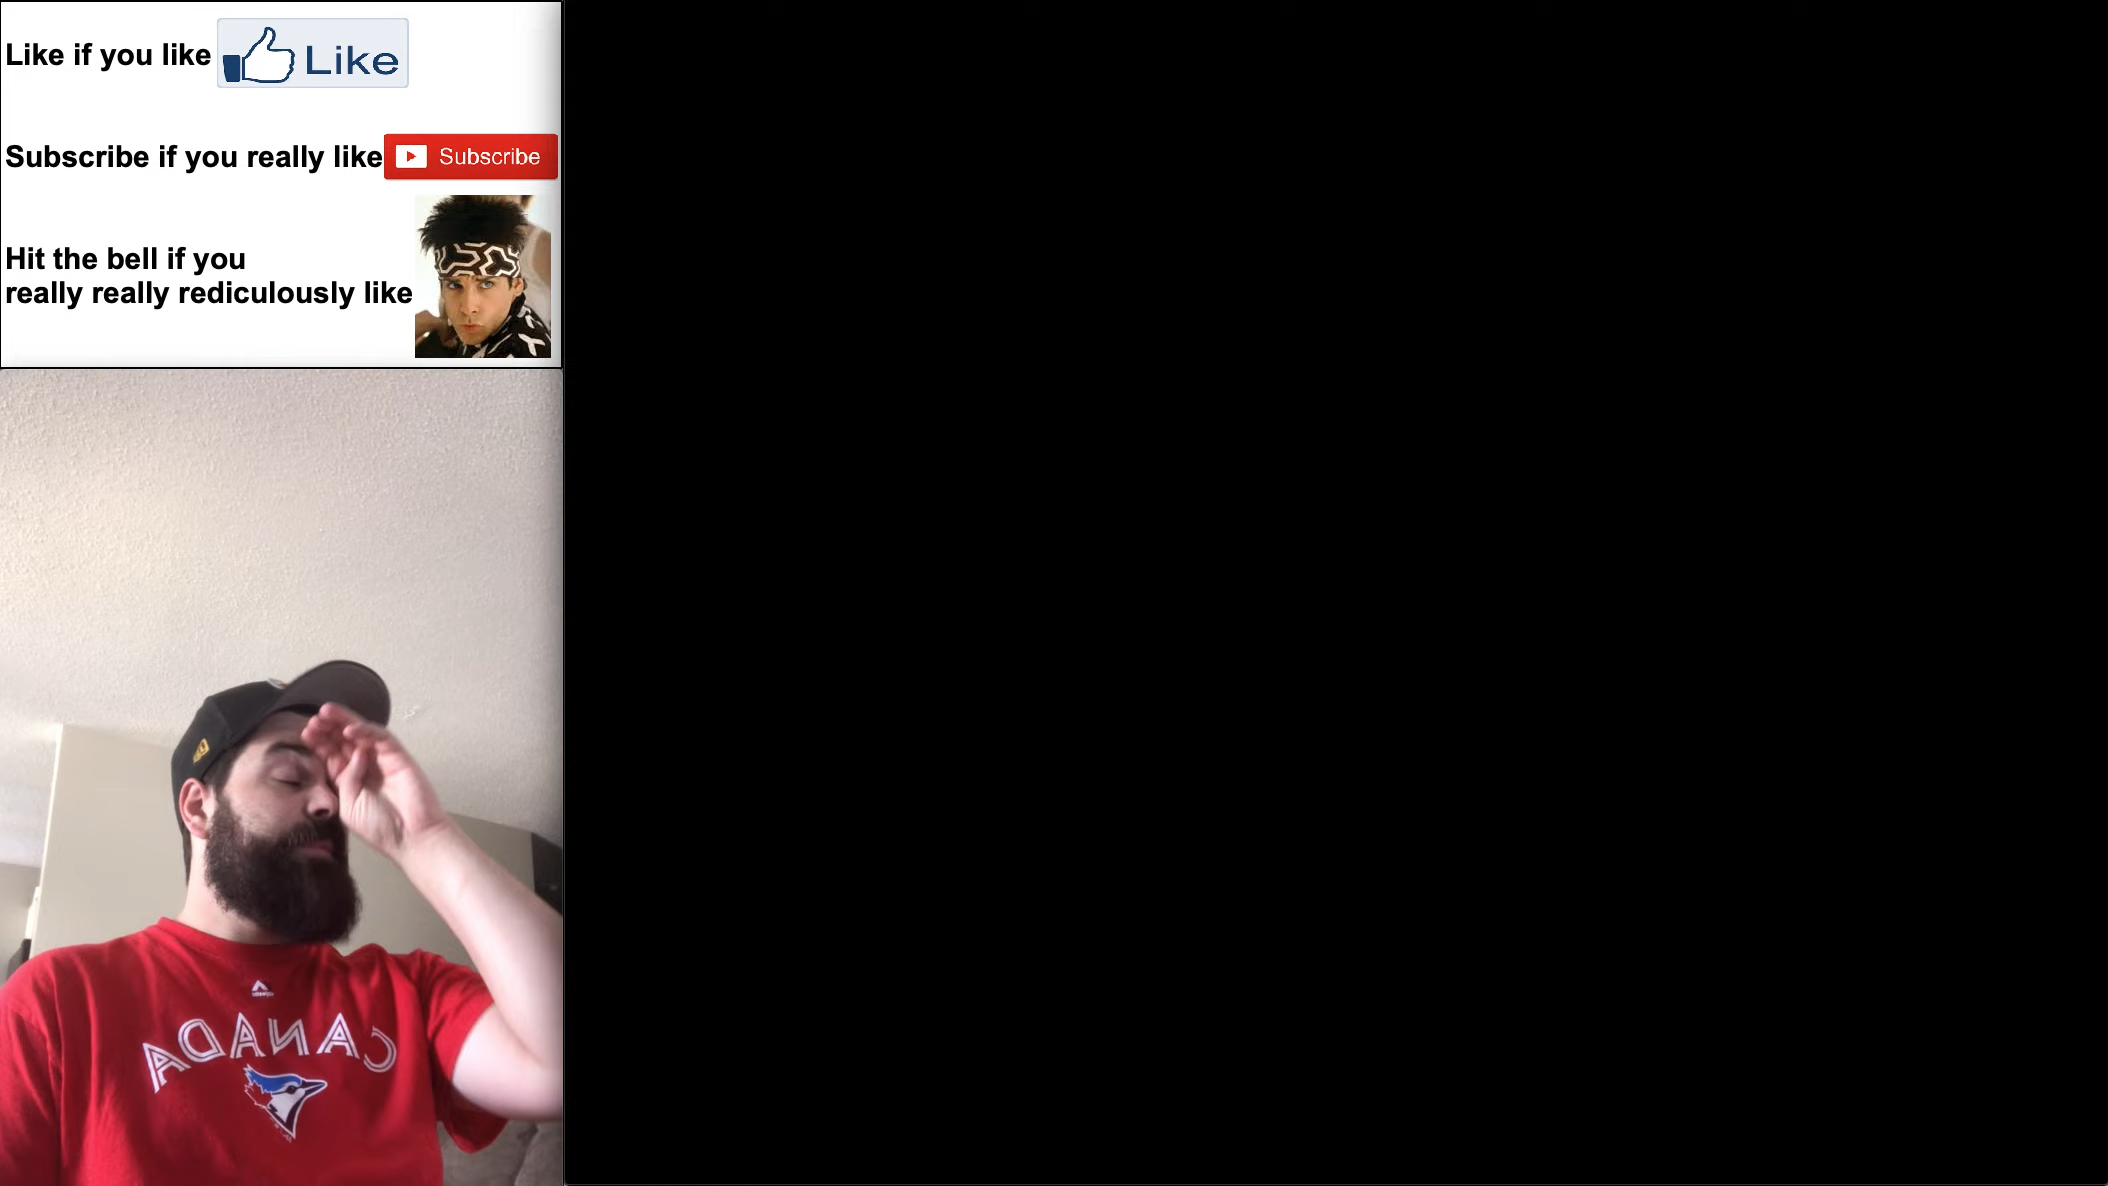 Like if you like
Like
Subscribe if you really like
Subscribe
Hit the bell if you
really really rediculously like
CANADA